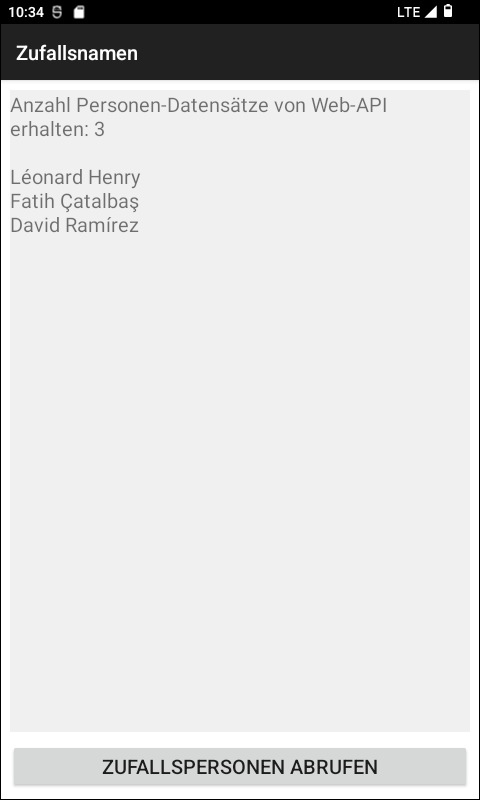 10:34
LTE
Zufallsnamen
Anzahl Personen-Datensätze von Web-API
erhalten: 3
Léonard Henry
Fatih Çatalbaş
David Ramírez
ZUFALLSPERSONEN ABRUFEN